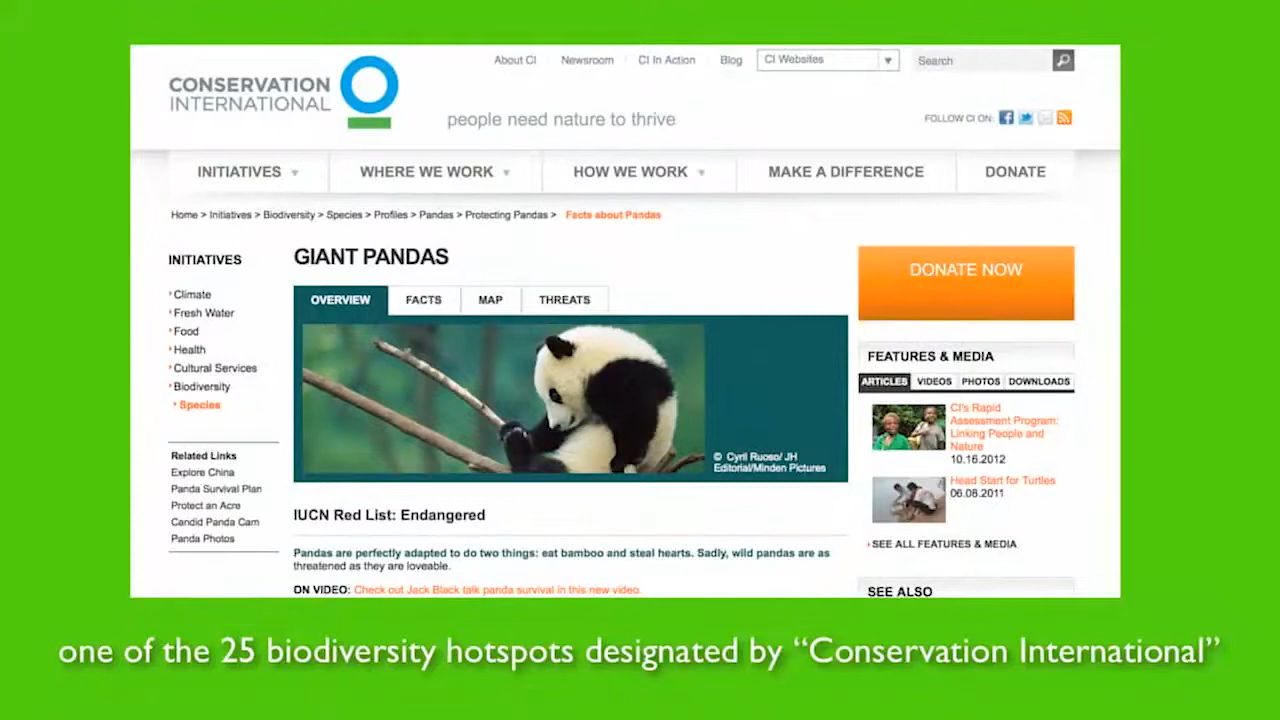 CONSERVATION
INTERNATIONAL
About CI
Newsroom
CI In Action
Blog
CI Websites
Search
people need nature to thrive
FOLLOW CI ON:
INITIATIVES
WHERE WE WORK
HOW WE WORK
MAKE A DIFFERENCE
DONATE
Home > Initiatives > Biodiversity > Species > Profiles > Pandas > Protecting Pandas > Facts about Pandas
INITIATIVES
Climate
Fresh Water
Food
Health
Cultural Services
Biodiversity
Species
Related Links
Explore China
Panda Survival Plan
Protect an Acre
Candid Panda Cam
Panda Photos
GIANT PANDAS
OVERVIEW
FACTS
MAP
THREATS
© Cyril Ruoso/ JH
Editorial/Minden Pictures
IUCN Red List: Endangered
Pandas are perfectly adapted to do two things: eat bamboo and steal hearts. Sadly, wild pandas are as
threatened as they are loveable.
ON VIDEO: Check out Jack Black talk panda survival in this new video.
DONATE NOW
FEATURES & MEDIA
ARTICLES
VIDEOS
PHOTOS
DOWNLOADS
CI's Rapid
Assessment Program:
Linking People and
Nature
10.16.2012
Head Start for Turtles
06.08.2011
SEE ALL FEATURES & MEDIA
SEE ALSO
one of the 25 biodiversity hotspots designated by “Conservation International”